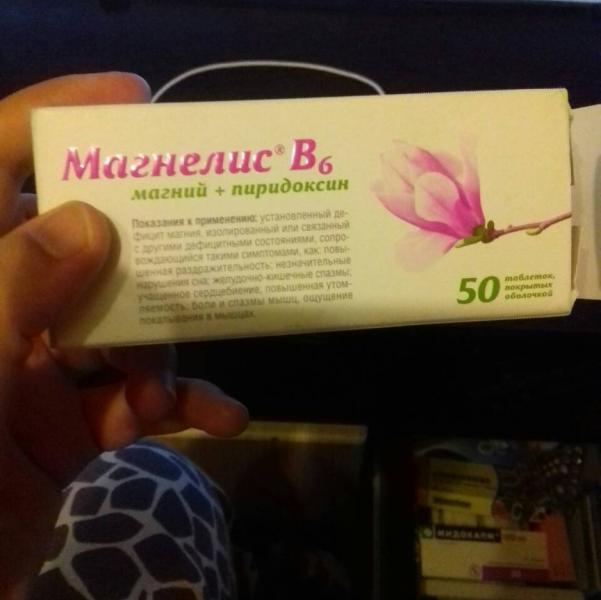 Магнелис® B6
магний + пиридоксин
Показания к применению: установленный де-
фицит магния, изолированный или связанный
с другими дефицитными состояниями, сопро-
вождающийся такими симптомами, как: повы-
шенная раздражительность; незначительные
нарушения сна; желудочно-кишечные спазмы;
учащенное сердцебиение; повышенная утом-
ляемость; боли и спазмы мышц, ощущение
покалывания в мышцах.
50 таблеток,
покрытых
оболочкой
МИДОКАЛМ®
30